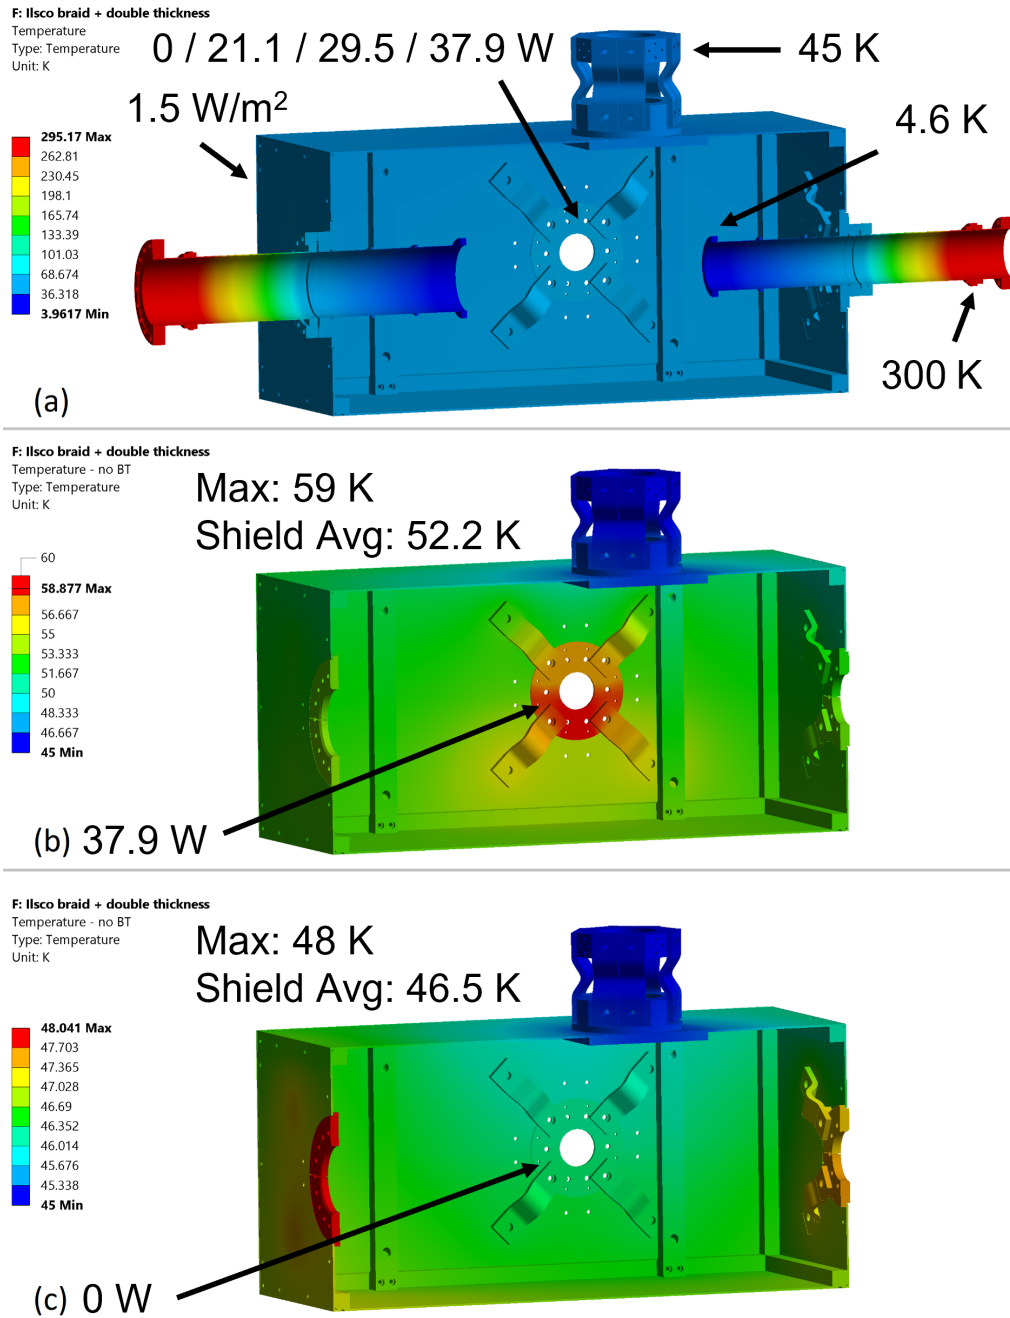 F: Ilsco braid + double thickness
Temperature
Type: Temperature
Unit: K
0 / 21.1 / 29.5 / 37.9 W
45 K
1.5 W/m²
4.6 K
295.17 Max
262.81
230.45
198.1
165.74
133.39
101.03
68.674
36.318
3.9617 Min
300 K
(a)
F: Ilsco braid + double thickness
Temperature - no BT
Type: Temperature
Unit: K
Max: 59 K
Shield Avg: 52.2 K
60
58.877 Max
56.667
55
53.333
51.667
50
48.333
46.667
45 Min
(b) 37.9 W
F: Ilsco braid + double thickness
Temperature - no BT
Type: Temperature
Unit: K
Max: 48 K
Shield Avg: 46.5 K
48.041 Max
47.703
47.365
47.028
46.69
46.352
46.014
45.676
45.338
45 Min
(c) 0 W